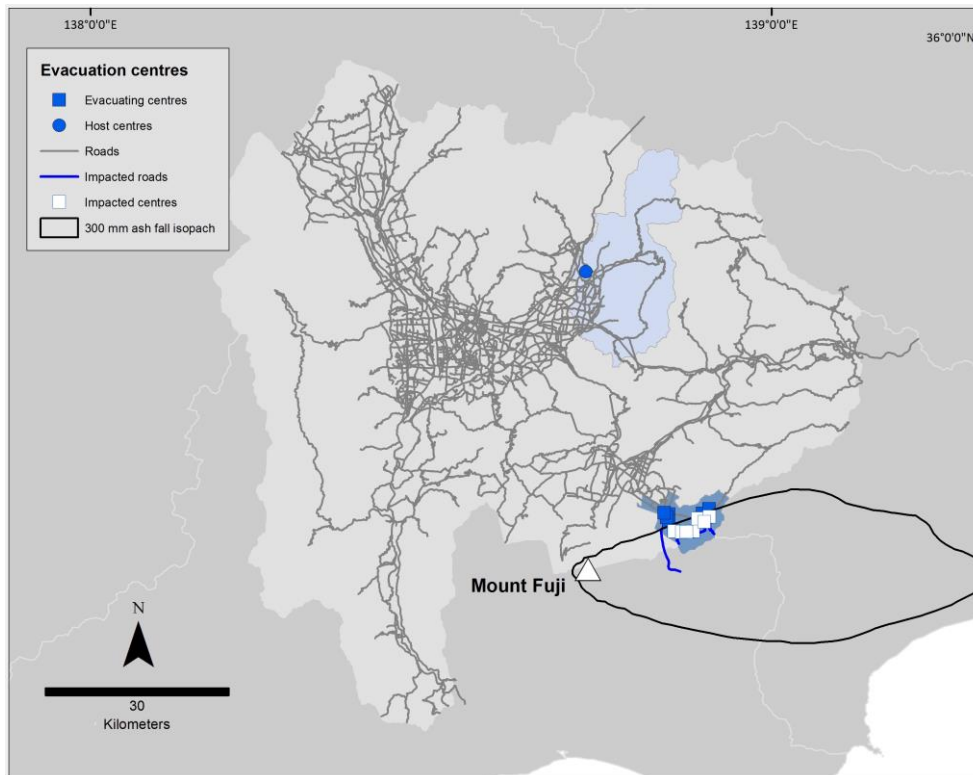 138°0'0"E
139°0'0"E
36°0'0"N
Evacuation centres
Evacuating centres
Host centres
Roads
Impacted roads
Impacted centres
300 mm ash fall isopach
Mount Fuji
N
30
Kilometers